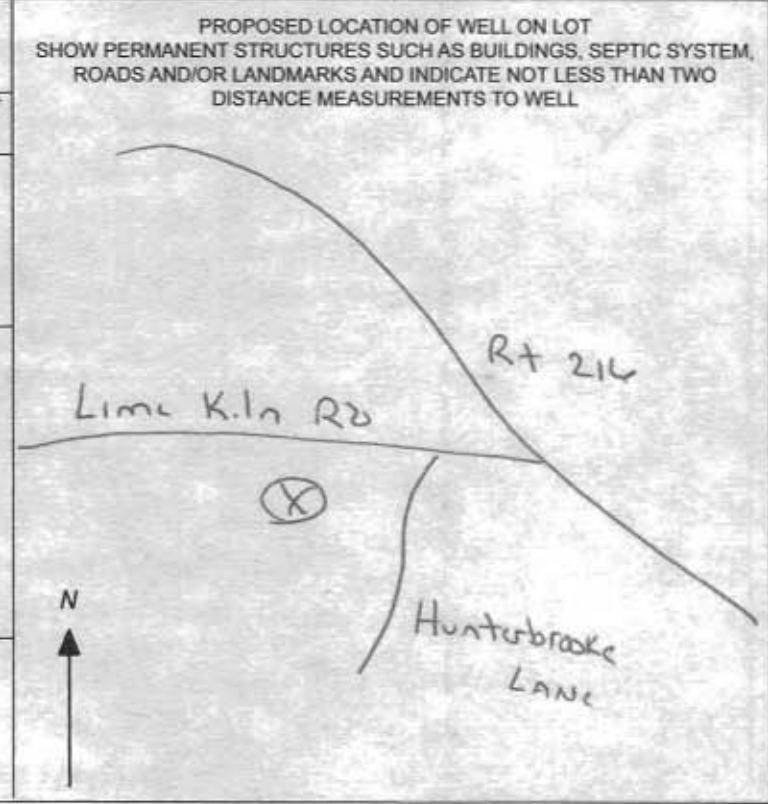 PROPOSED LOCATION OF WELL ON LOT
SHOW PERMANENT STRUCTURES SUCH AS BUILDINGS, SEPTIC SYSTEM,
ROADS AND/OR LANDMARKS AND INDICATE NOT LESS THAN TWO
DISTANCE MEASUREMENTS TO WELL
Rt 216
Lime Kiln RD
X
N
Hunterbrooke
LANE